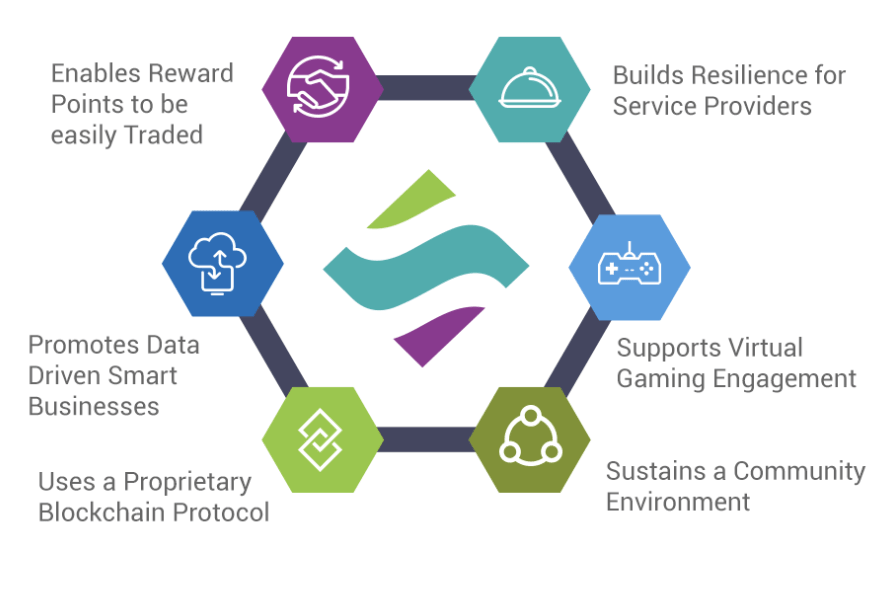 Enables Reward
Points to be
easily Traded
Builds Resilience for
Service Providers
Promotes Data
Driven Smart
Businesses
Supports Virtual
Gaming Engagement
Uses a Proprietary
Blockchain Protocol
Sustains a Community
Environment